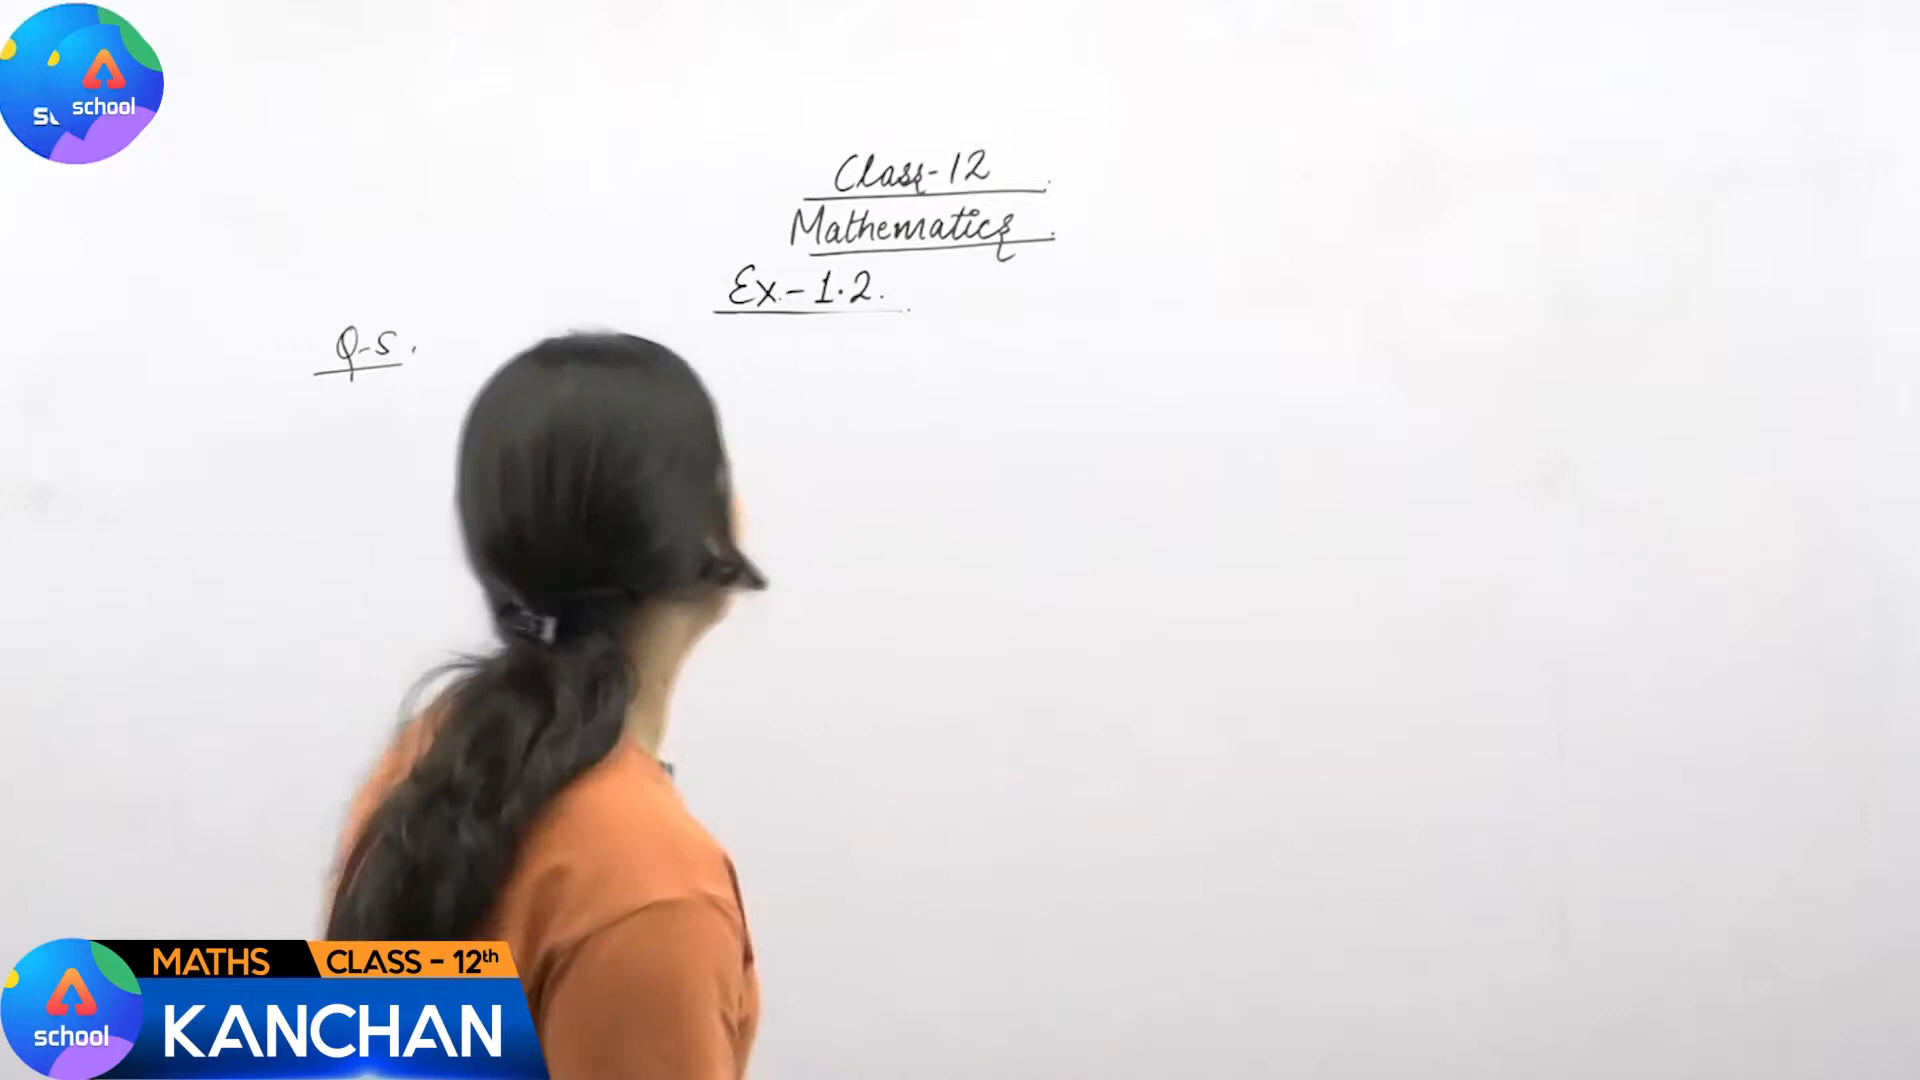 school
Class-12
Mathematics
Ex-1.2.
Q-5.
MATHS CLASS - 12th
KANCHAN
school